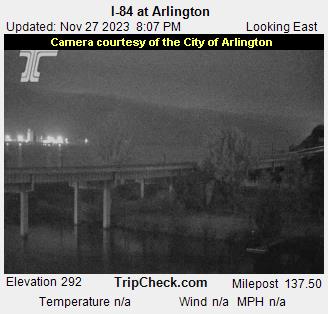 I-84 at Arlington
Updated: Nov 27 2023 8:07 PM Looking East
Camera courtesy of the City of Arlington
Elevation 292 TripCheck.com Milepost 137.50
Temperature n/a Wind n/a MPH n/a